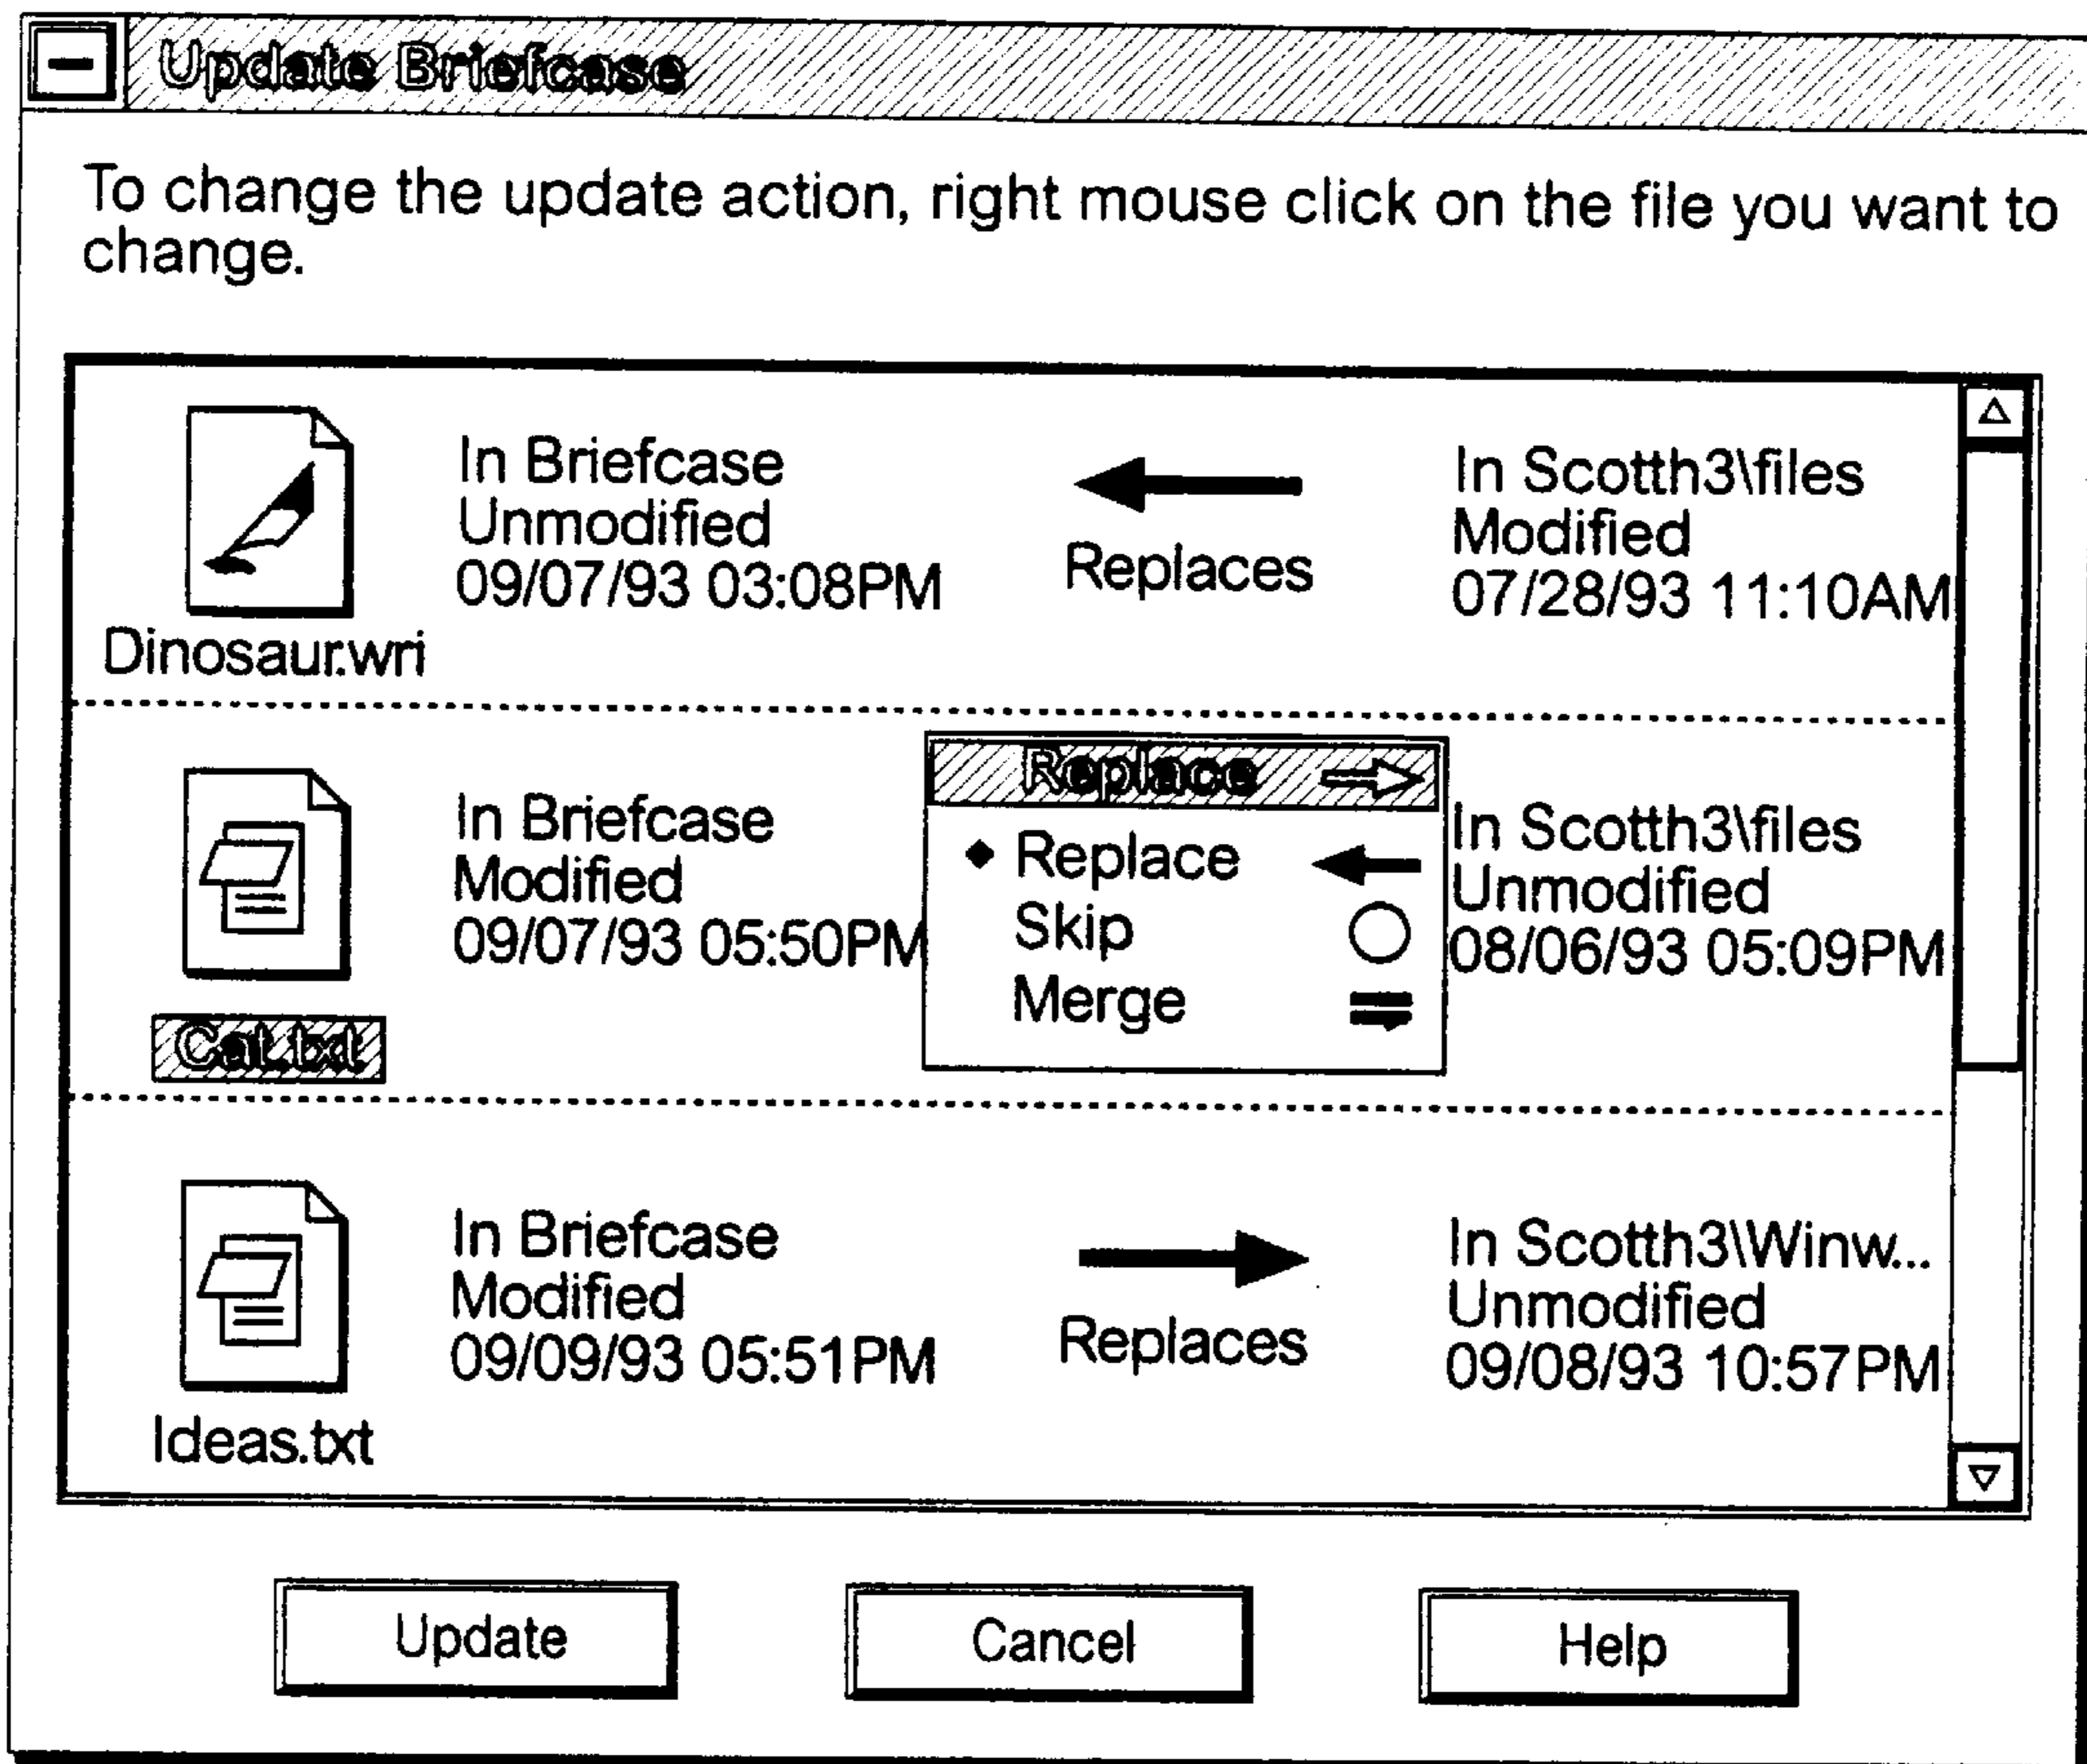 Update Briefcase
To change the update action, right mouse click on the file you want to
change.
In Briefcase
Unmodified
09/07/93 03:08PM
Replaces
In Scotth3\files
Modified
07/28/93 11:10AM
Dinosaur.wri
In Briefcase
Modified
09/07/93 05:50PM
Replace
Replace
Skip
Merge
In Scotth3\files
Unmodified
08/06/93 05:09PM
Cat.txt
In Briefcase
Modified
09/09/93 05:51PM
Replaces
In Scotth3\Winw...
Unmodified
09/08/93 10:57PM
Ideas.txt
Update
Cancel
Help